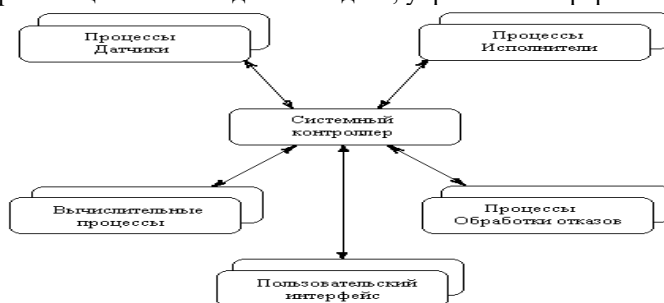 Процессы
Датчики
Процессы
Исполнители
Системный
контроллер
Вычислительные
процессы
Процессы
Обработки отказов
Пользовательский
интерфейс